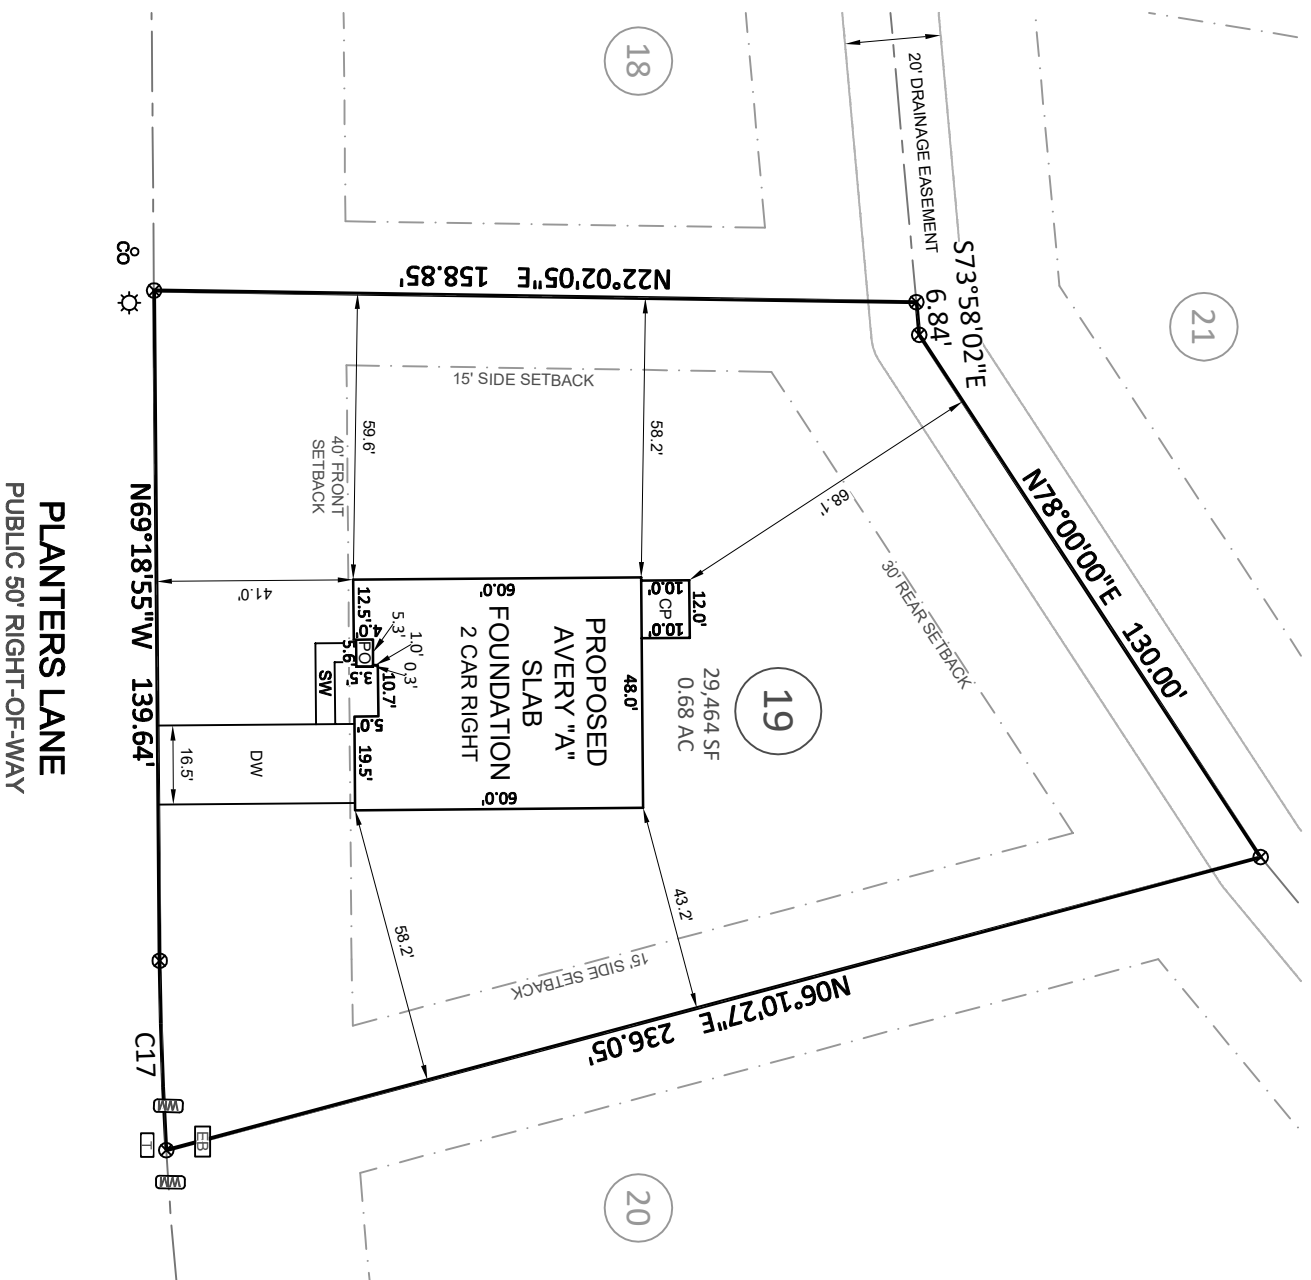 18
21
19
20
20' DRAINAGE EASEMENT
S73°58'02"E
6.84'
N22°02'05"E 158.85'
N78°00'00"E 130.00'
N06°10'27"E 236.05'
N69°18'55"W 139.64'
C17
15' SIDE SETBACK
40' FRONT
SETBACK
30' REAR SETBACK
15' SIDE SETBACK
59.6'
58.2'
68.1'
41.0'
43.2'
58.2'
16.5'
29,464 SF
0.68 AC
PROPOSED
AVERY "A"
SLAB
FOUNDATION
2 CAR RIGHT
60.0'
60.0'
48.0'
12.0'
10.0'
10.0'
CP
12.5'
4.0'
5.3'
1.0'
0.3'
PO
5.6'
3.5'
10.7'
5.0'
19.5'
SW
DW
CO
WM
WM
T
EB
PLANTERS LANE
PUBLIC 50' RIGHT-OF-WAY